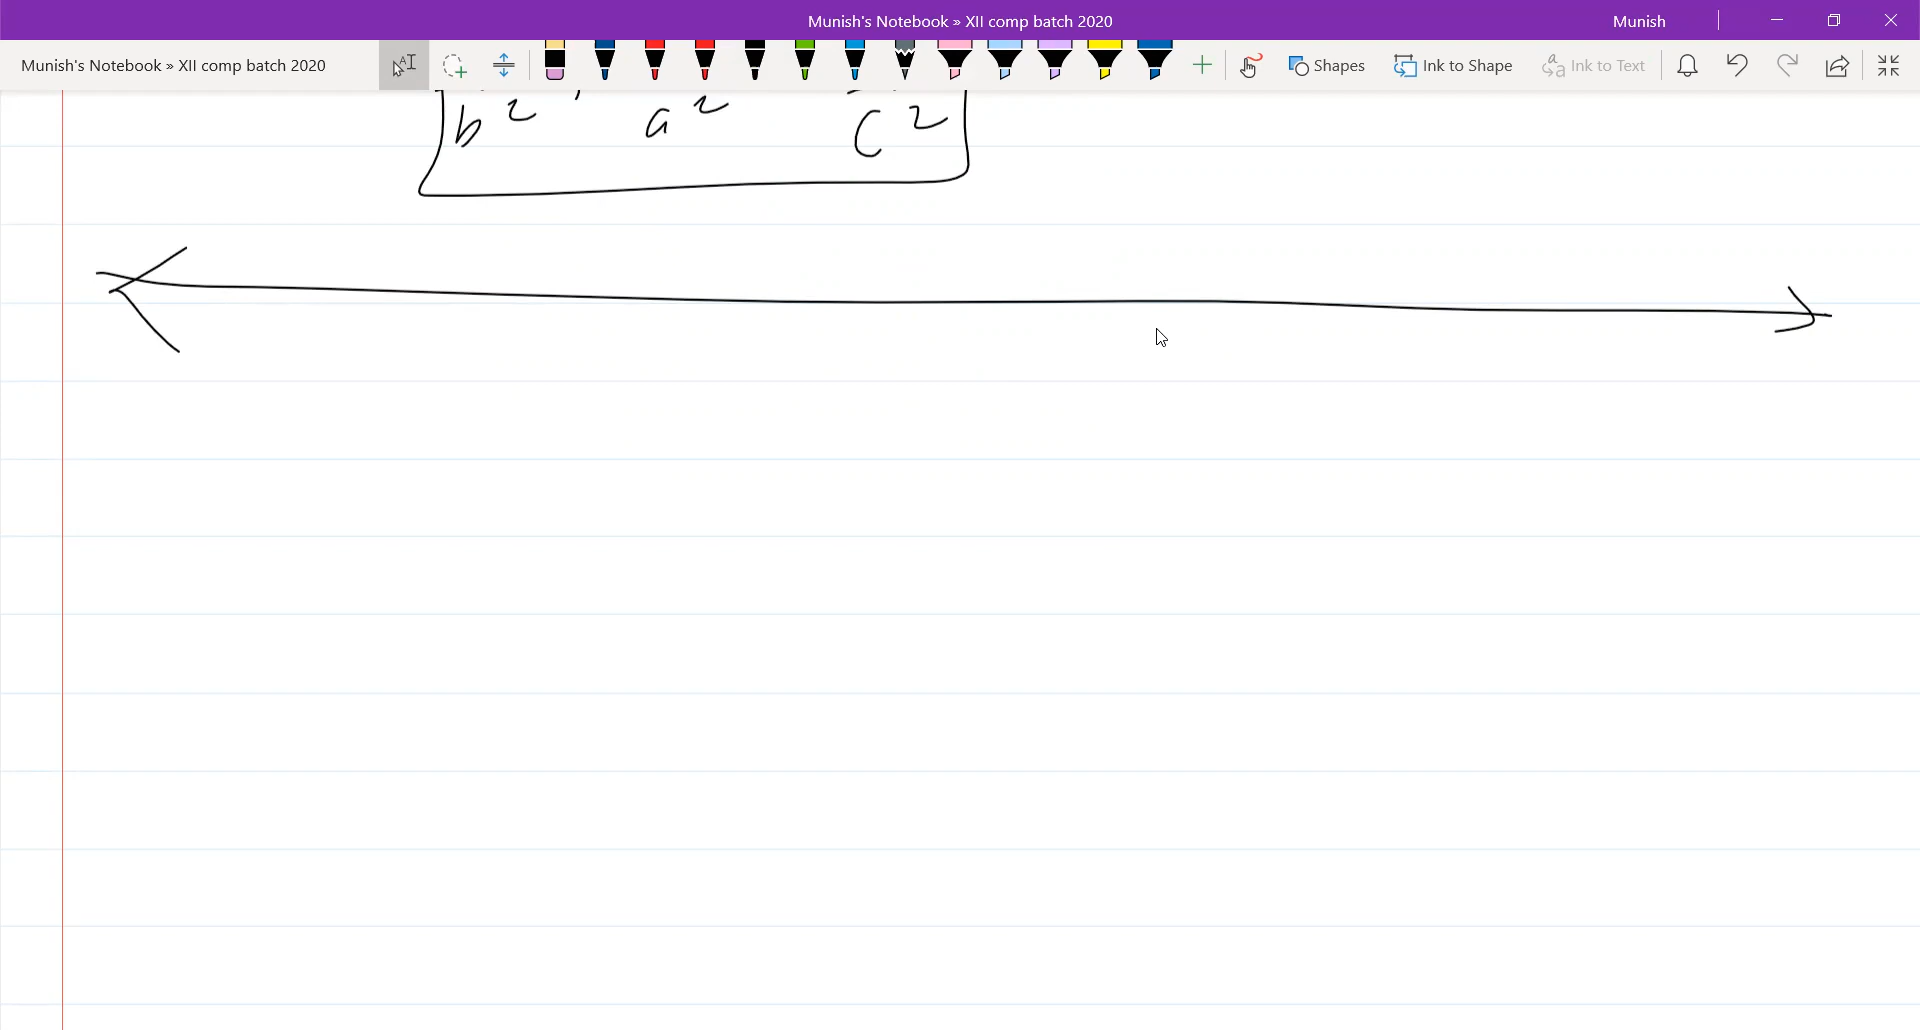 Munish's Notebook » XII comp batch 2020
Munish
Munish's Notebook » XII comp batch 2020
Shapes
Ink to Shape
Ink to Text
b² a² c²